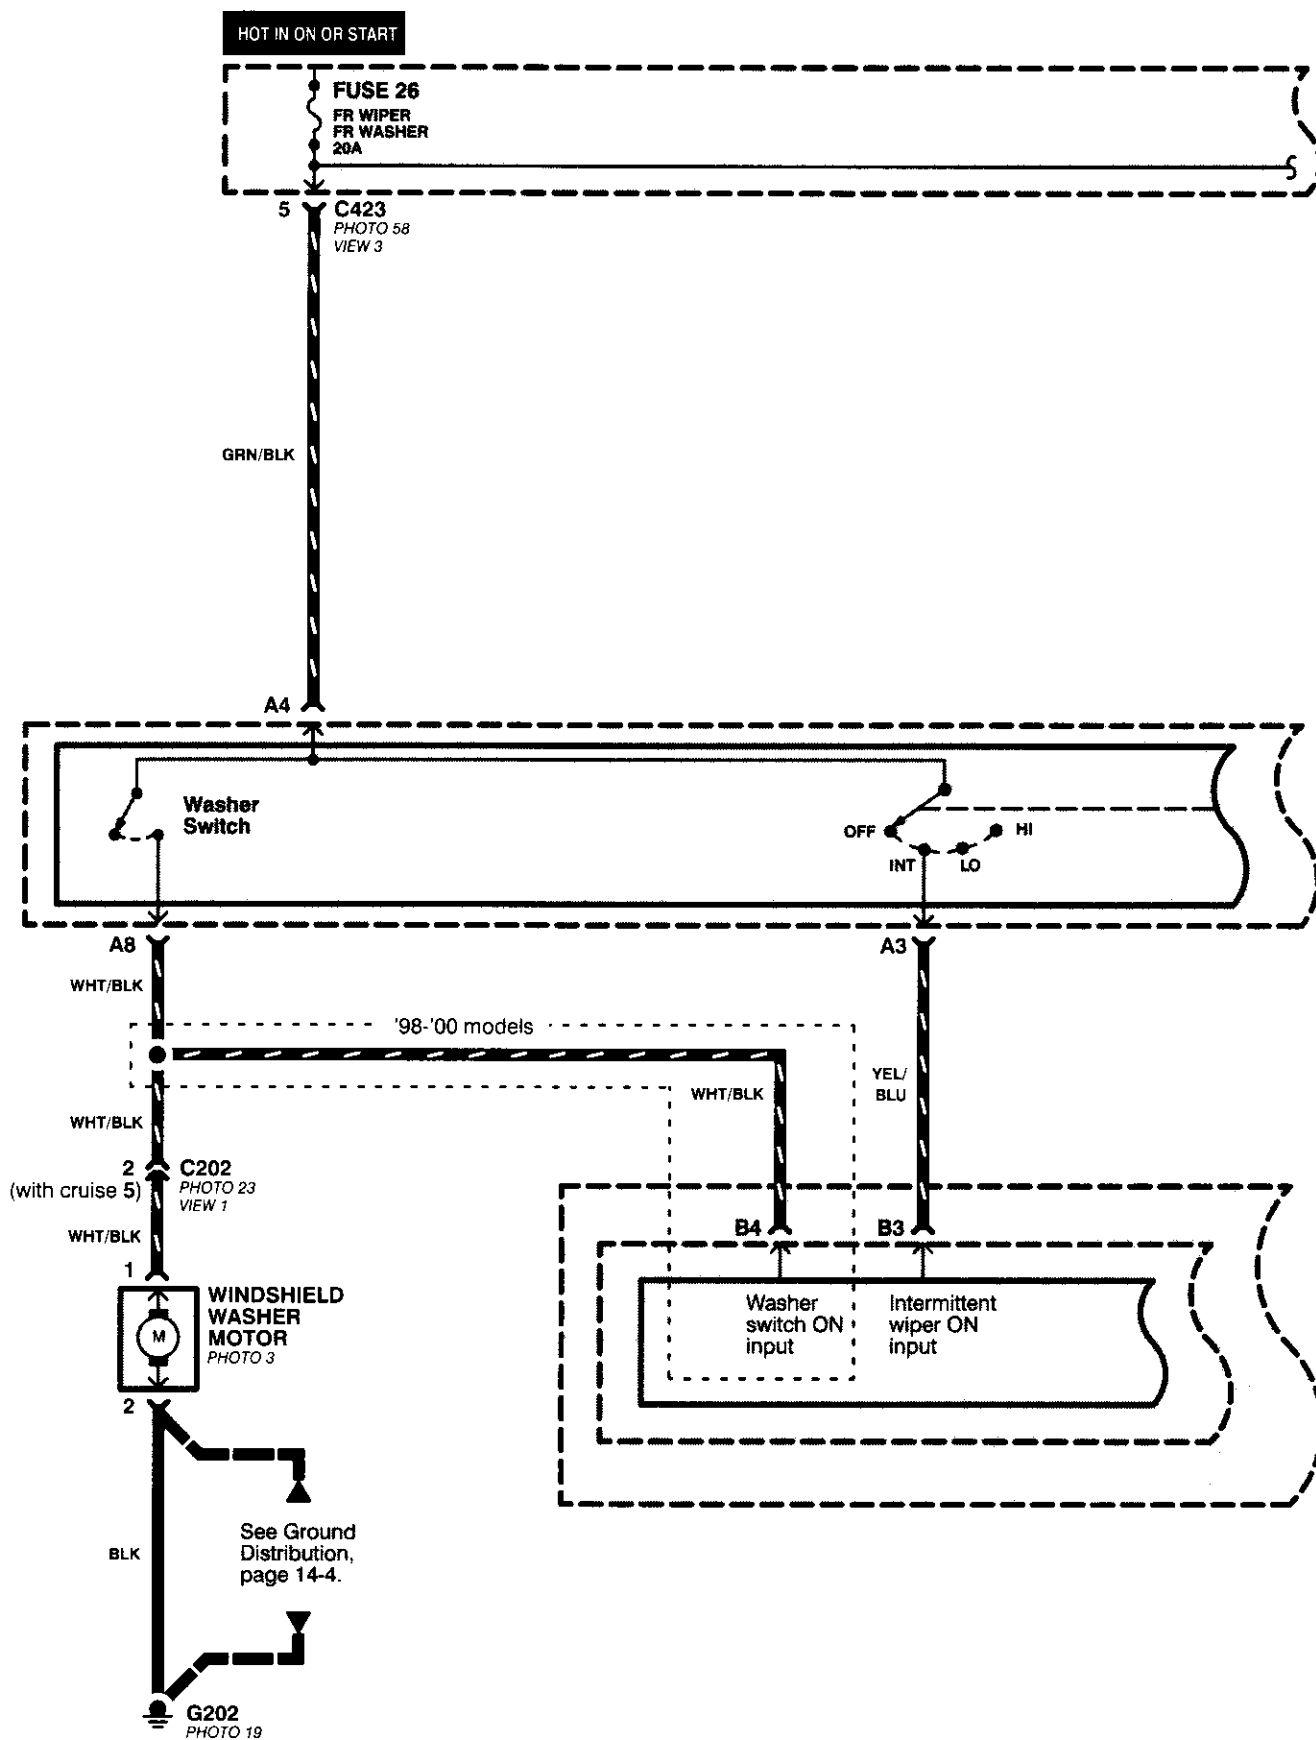 HOT IN ON OR START
FUSE 26
FR WIPER
FR WASHER
20A
5
C423
PHOTO 58
VIEW 3
GRN/BLK
A4
Washer
Switch
OFF
INT
LO
HI
A8
A3
WHT/BLK
'98-'00 models
YEL/
BLU
WHT/BLK
WHT/BLK
2
(with cruise 5)
C202
PHOTO 23
VIEW 1
WHT/BLK
B4
B3
1
WINDSHIELD
WASHER
MOTOR
PHOTO 3
M
Washer
switch ON
input
Intermittent
wiper ON
input
2
See Ground
Distribution,
page 14-4.
BLK
G202
PHOTO 19